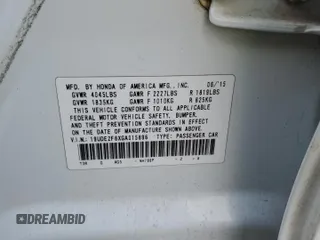 MFD. BY HONDA OF AMERICA MFG., INC. 06/15
GVWR 4045LBS GAWR F 2227LBS R 1819LBS
GVWR 1835KG GAWR F 1010KG R 825KG
THIS VEHICLE CONFORMS TO ALL APPLICABLE
FEDERAL MOTOR VEHICLE SAFETY, BUMPER,
AND THEFT PREVENTION STANDARDS IN EFFECT
ON THE DATE OF MANUFACTURE SHOWN ABOVE.
V.I.N.: TYPE: PASSENGER CAR
DREAMBID